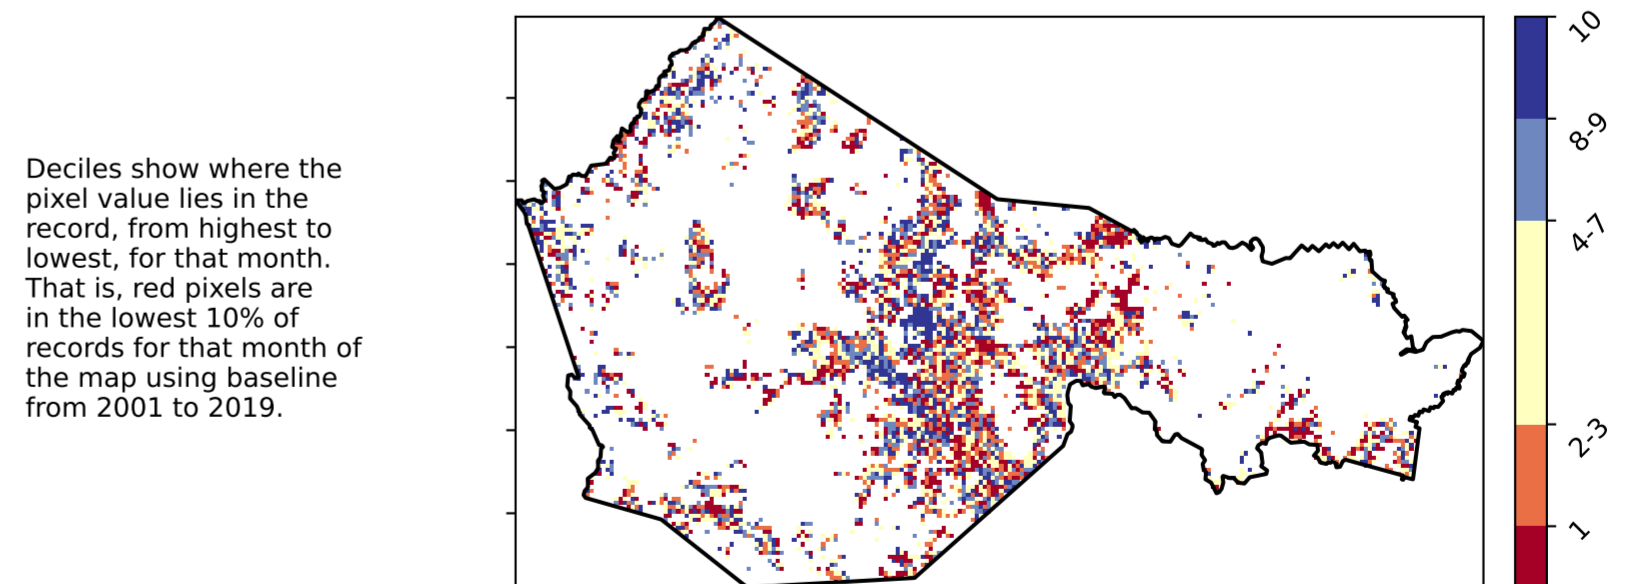 Deciles show where the
pixel value lies in the
record, from highest to
lowest, for that month.
That is, red pixels are
in the lowest 10% of
records for that month of
the map using baseline
from 2001 to 2019.
10
8-9
4-7
2-3
1